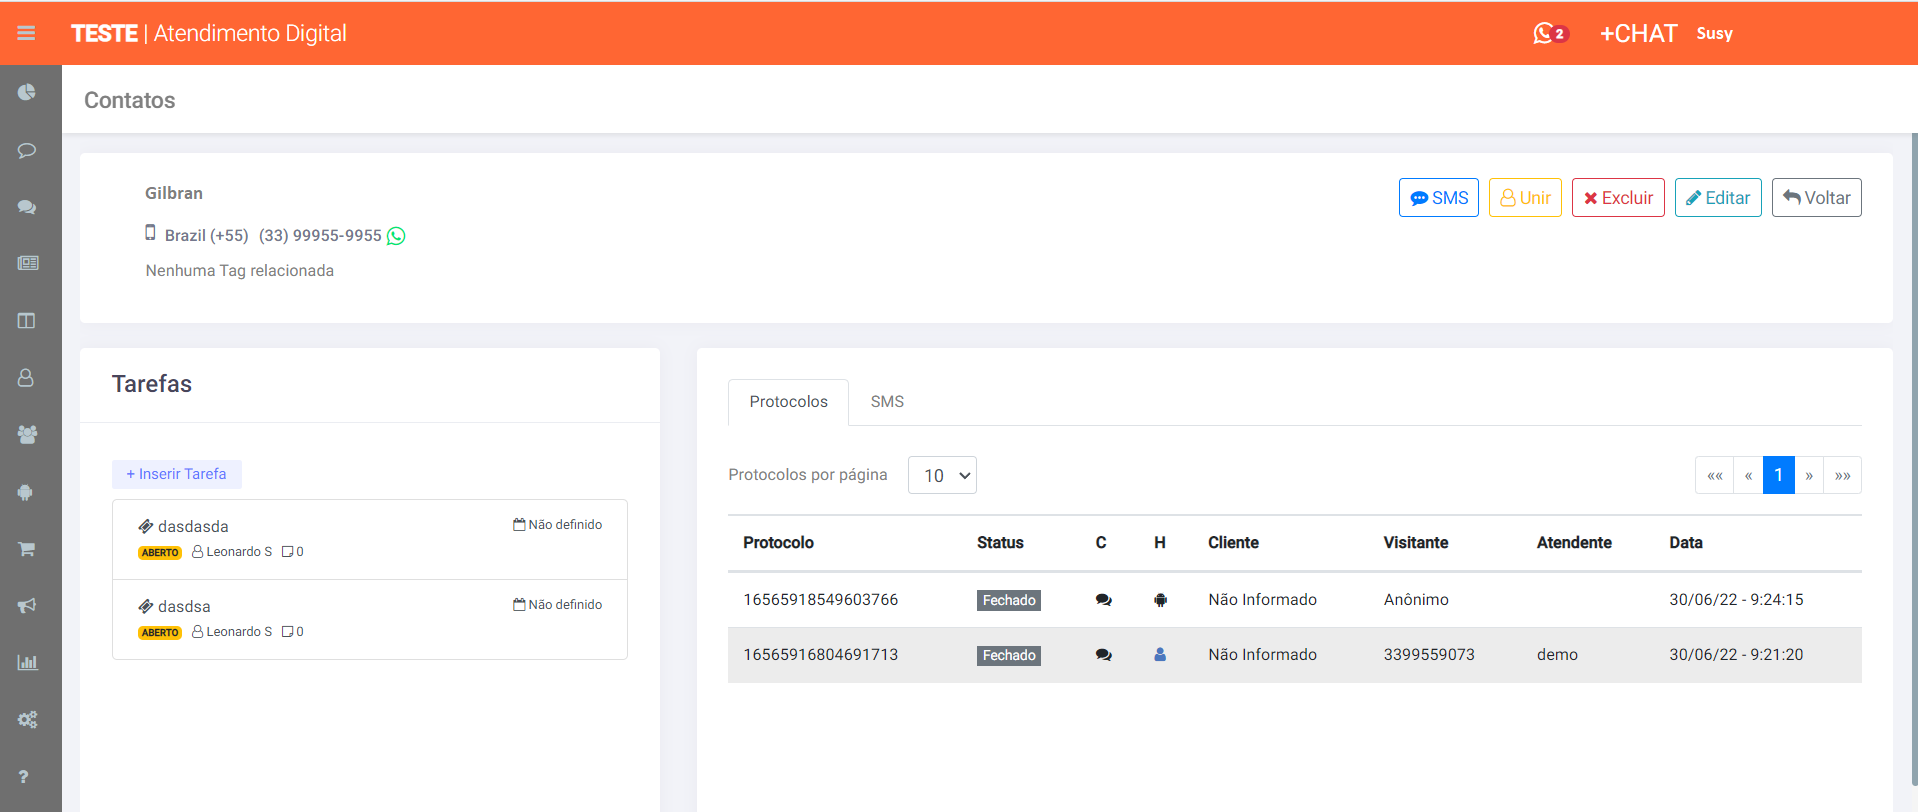 TESTE | Atendimento Digital
2
+CHAT
Susy
Contatos
Gilbran
SMS
Unir
Excluir
Editar
Voltar
Brazil (+55) (33) 99955-9955
Nenhuma Tag relacionada
Tarefas
+ Inserir Tarefa
dasdasda
Não definido
ABERTO Leonardo S 0
dasdsa
Não definido
ABERTO Leonardo S 0
Protocolos
SMS
Protocolos por página 10
«« « 1 » »»
Protocolo Status C H Cliente Visitante Atendente Data
16565918549603766 Fechado Não Informado Anônimo 30/06/22 - 9:24:15
16565916804691713 Fechado Não Informado 3399559073 demo 30/06/22 - 9:21:20
?